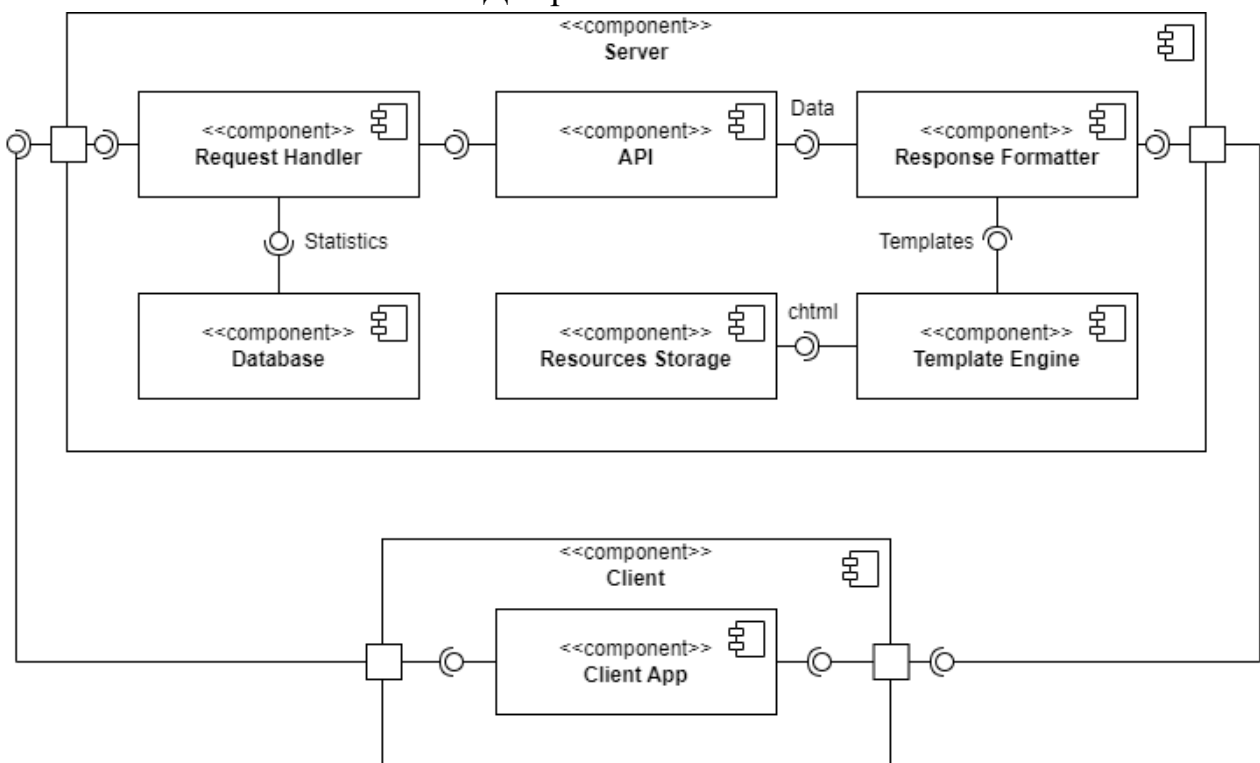 <<component>>
Server
<<component>>
Request Handler
<<component>>
API
Data
<<component>>
Response Formatter
Statistics
Templates
<<component>>
Database
<<component>>
Resources Storage
chtml
<<component>>
Template Engine
<<component>>
Client
<<component>>
Client App